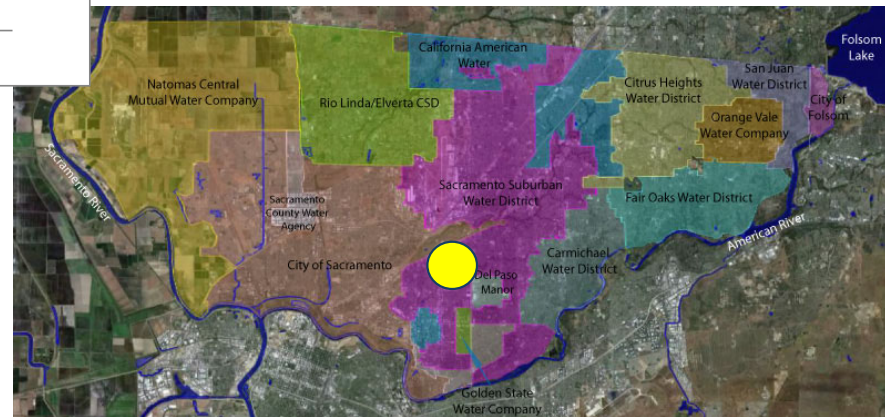 Folsom
Lake
California American
Water
San Juan
Water District
Natomas Central
Mutual Water Company
Rio Linda/Elverta CSD
Citrus Heights
Water District
City of
Folsom
Orange Vale
Water Company
Sacramento River
Sacramento Suburban
Water District
Fair Oaks Water District
Sacramento
County Water
Agency
American River
City of Sacramento
Carmichael
Water District
Del Paso
Manor
Golden State
Water Company